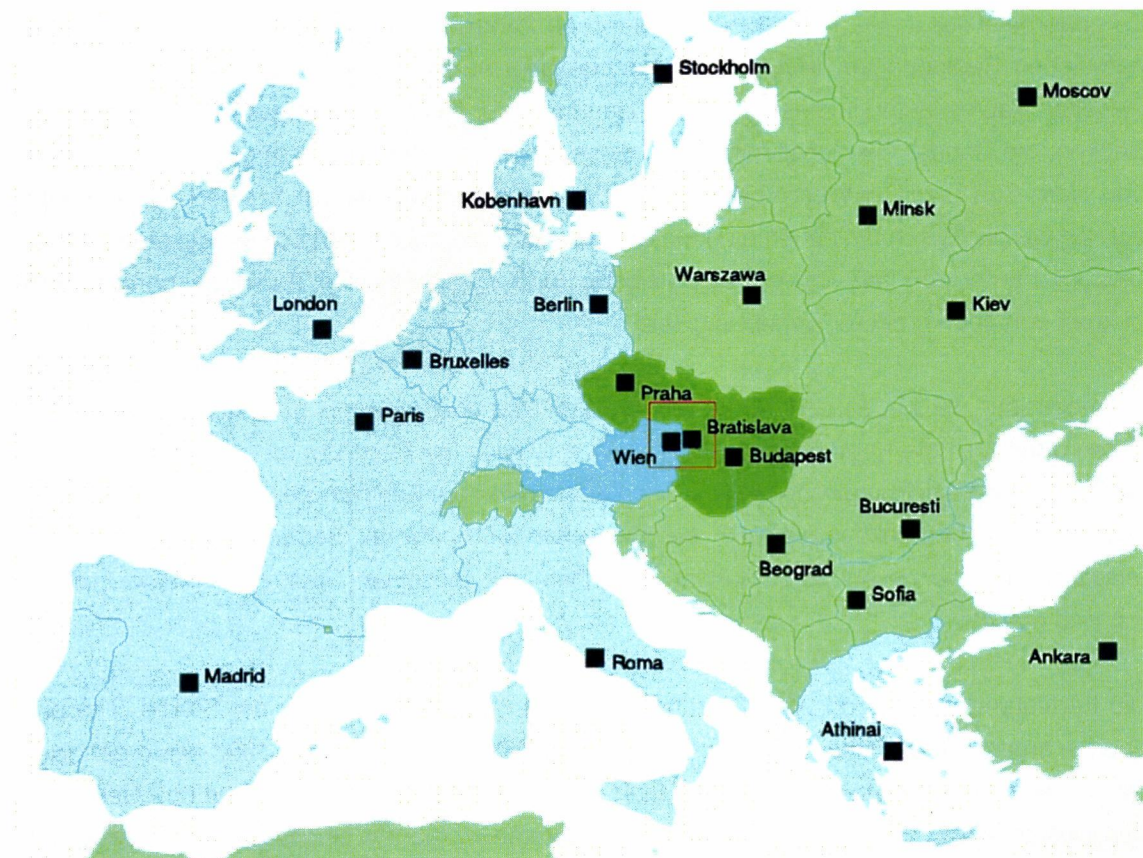 Stockholm
Moscov
Kobenhavn
Minsk
Warszawa
London
Berlin
Kiev
Bruxelles
Praha
Paris
Bratislava
Wien
Budapest
Bucuresti
Beograd
Sofia
Roma
Ankara
Madrid
Athinai